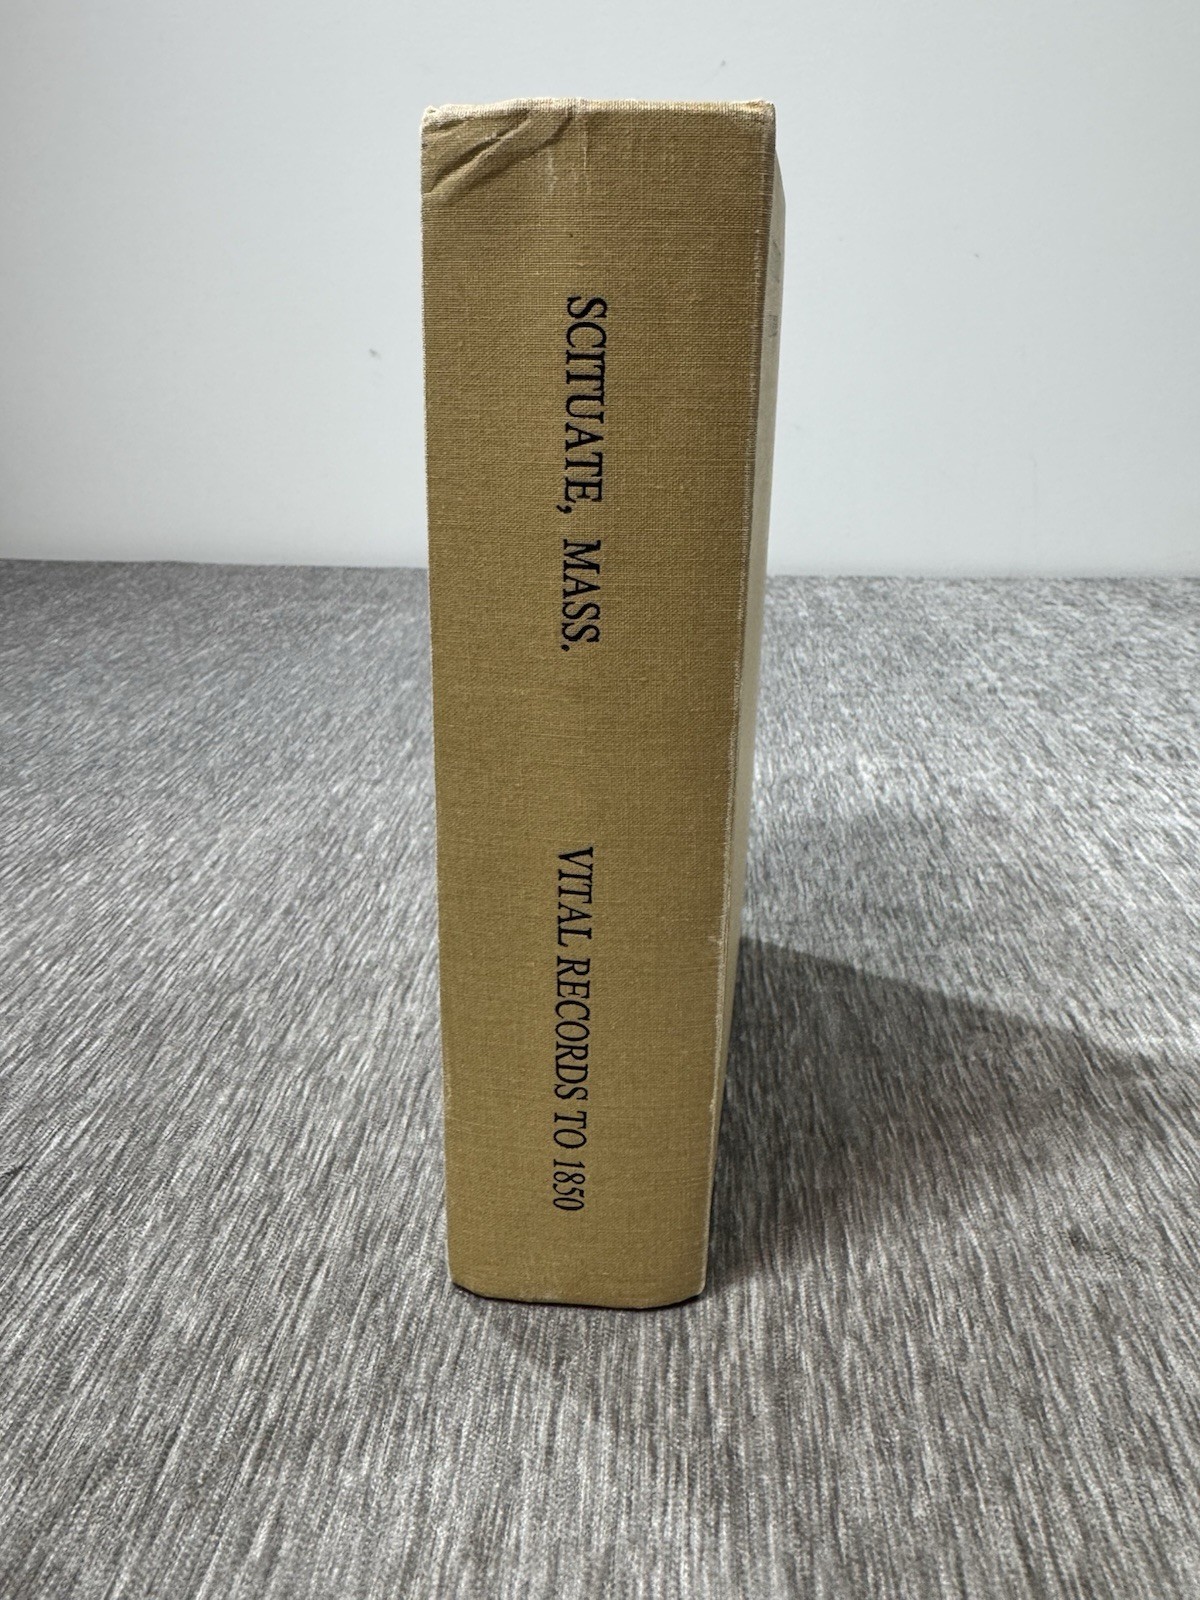 SCITUATE, MASS.
VITAL RECORDS TO 1850